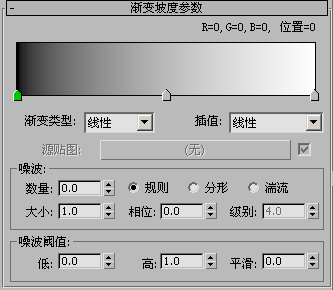 - 渐变坡度参数
R=0,G=0,B=0, 位置=0
渐变类型: 线性 插值: 线性
源贴图: (无)
噪波:
数量: 0.0 规则 分形 湍流
大小: 1.0 相位: 0.0 级别: 4.0
噪波阈值:
低: 0.0 高: 1.0 平滑: 0.0